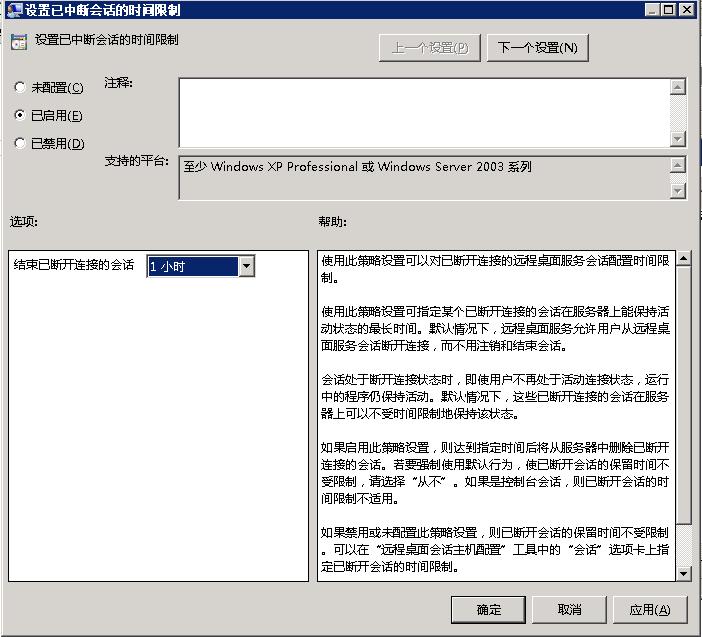 设置已中断会话的时间限制
设置已中断会话的时间限制
上一个设置(P)
下一个设置(N)
未配置(C)
注释:
已启用(E)
已禁用(D)
支持的平台:
至少 Windows XP Professional 或 Windows Server 2003 系列
选项:
帮助:
结束已断开连接的会话
1 小时
使用此策略设置可以对已断开连接的远程桌面服务会话配置时间限
制。
使用此策略设置可指定某个已断开连接的会话在服务器上能保持活
动状态的最长时间。默认情况下，远程桌面服务允许用户从远程桌
面服务会话断开连接，而不用注销和结束会话。
会话处于断开连接状态时，即使用户不再处于活动连接状态，运行
中的程序仍保持活动。默认情况下，这些已断开连接的会话在服务
器上可以不受时间限制地保持该状态。
如果启用此策略设置，则达到指定时间后将从服务器中删除已断开
连接的会话。若要强制使用默认行为，使已断开会话的保留时间不
受限制，请选择“从不”。如果是控制台会话，则已断开会话的时
间限制不适用。
如果禁用或未配置此策略设置，则已断开会话的保留时间不受限制
。可以在“远程桌面会话主机配置”工具中的“会话”选项卡上指
定已断开会话的时间限制。
确定
取消
应用(A)